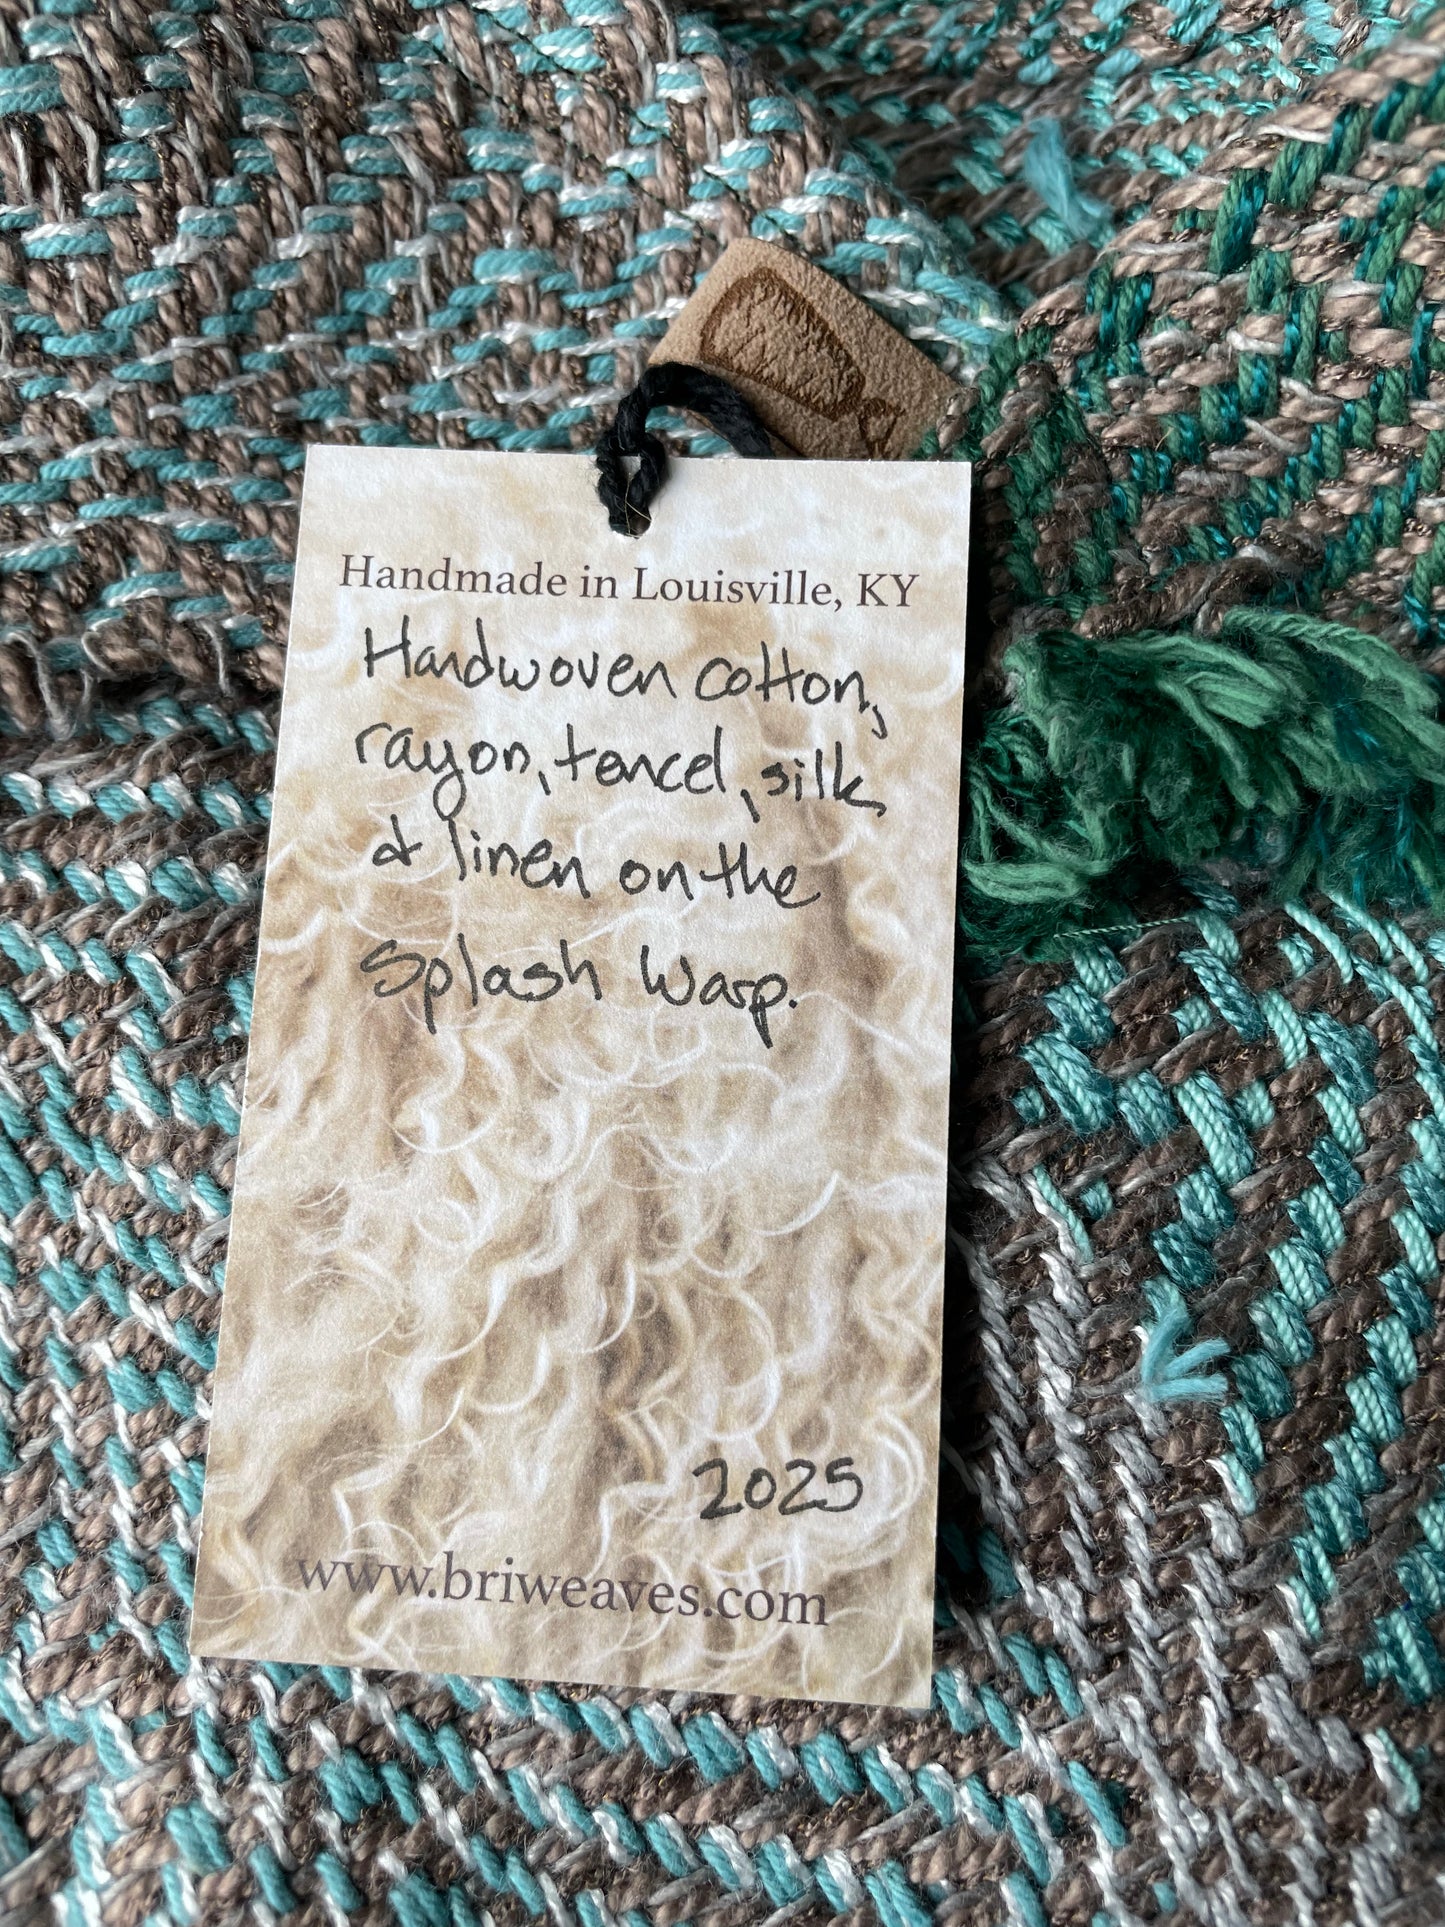 Handmade in Louisville, KY
Handwoven cotton,
rayon, tencel, silk,
& linen on the
Splash Warp.
2025
www.briweaves.com